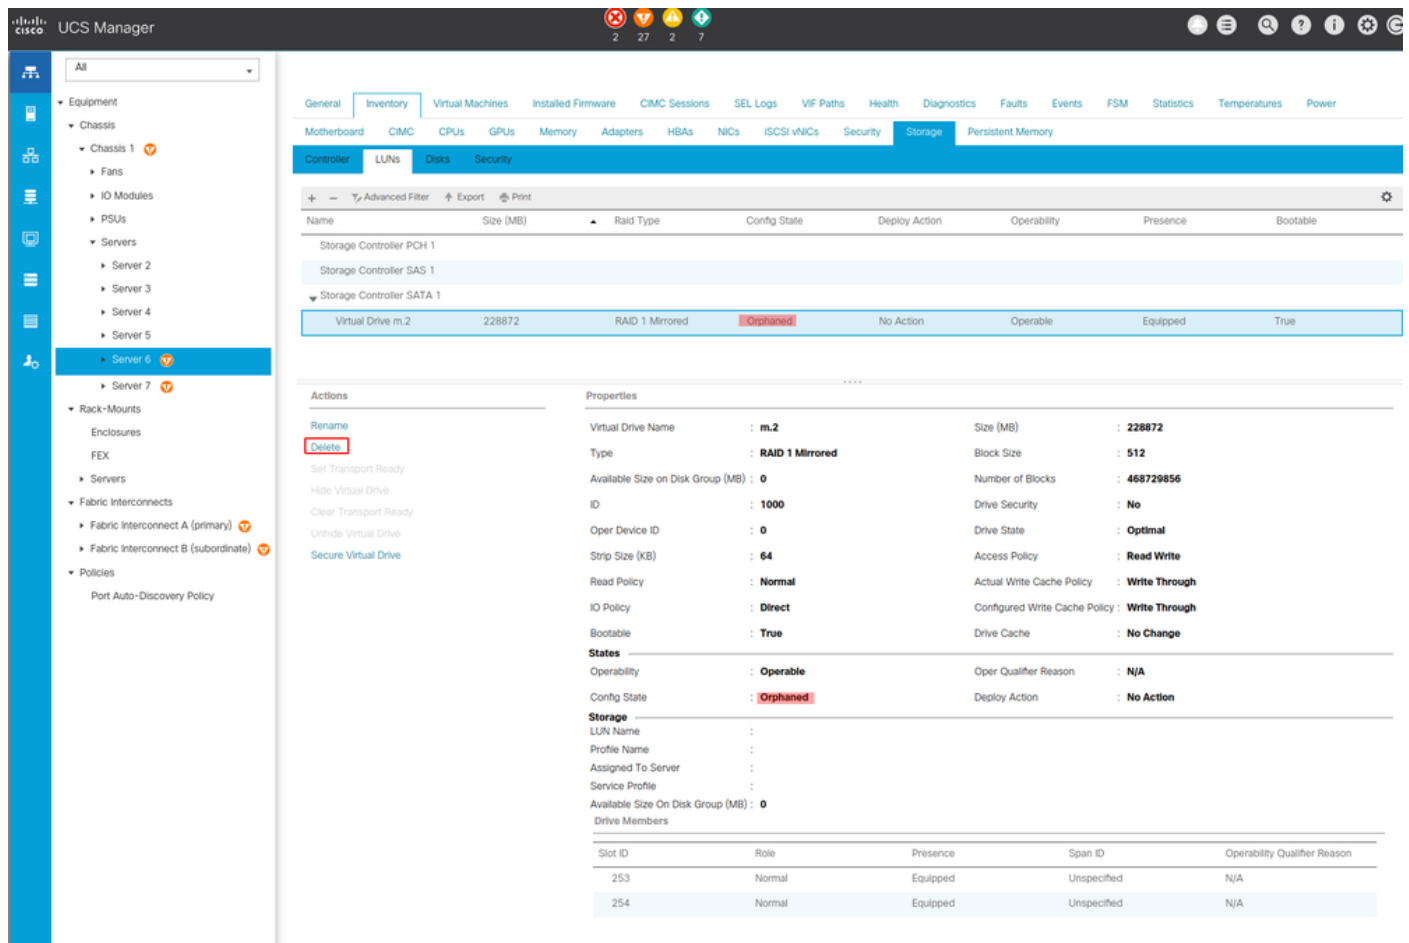 cisco UCS Manager
2 27 2 7
All
Equipment
Chassis
Chassis 1
Fans
IO Modules
PSUs
Servers
Server 2
Server 3
Server 4
Server 5
Server 6
Server 7
Rack-Mounts
Enclosures
FEX
Servers
Fabric Interconnects
Fabric Interconnect A (primary)
Fabric Interconnect B (subordinate)
Policies
Port Auto-Discovery Policy
General Inventory Virtual Machines Installed Firmware CIMC Sessions SEL Logs VIF Paths Health Diagnostics Faults Events FSM Statistics Temperatures Power
Motherboard CIMC CPUs GPUs Memory Adapters HBAs NICs iSCSI vNICs Security Storage Persistent Memory
Controller LUNs Disks Security
+ − Advanced Filter Export Print
Name Size (MB) Raid Type Config State Deploy Action Operability Presence Bootable
Storage Controller PCH 1
Storage Controller SAS 1
Storage Controller SATA 1
Virtual Drive m.2 228872 RAID 1 Mirrored Orphaned No Action Operable Equipped True
Actions
Rename
Delete
Set Transport Ready
Hide Virtual Drive
Clear Transport Ready
Unhide Virtual Drive
Secure Virtual Drive
Properties
Virtual Drive Name : m.2 Size (MB) : 228872
Type : RAID 1 Mirrored Block Size : 512
Available Size on Disk Group (MB) : 0 Number of Blocks : 468729856
ID : 1000 Drive Security : No
Oper Device ID : 0 Drive State : Optimal
Strip Size (KB) : 64 Access Policy : Read Write
Read Policy : Normal Actual Write Cache Policy : Write Through
IO Policy : Direct Configured Write Cache Policy : Write Through
Bootable : True Drive Cache : No Change
States
Operability : Operable Oper Qualifier Reason : N/A
Config State : Orphaned Deploy Action : No Action
Storage
LUN Name :
Profile Name :
Assigned To Server :
Service Profile :
Available Size On Disk Group (MB) : 0
Drive Members
Slot ID Role Presence Span ID Operability Qualifier Reason
253 Normal Equipped Unspecified N/A
254 Normal Equipped Unspecified N/A